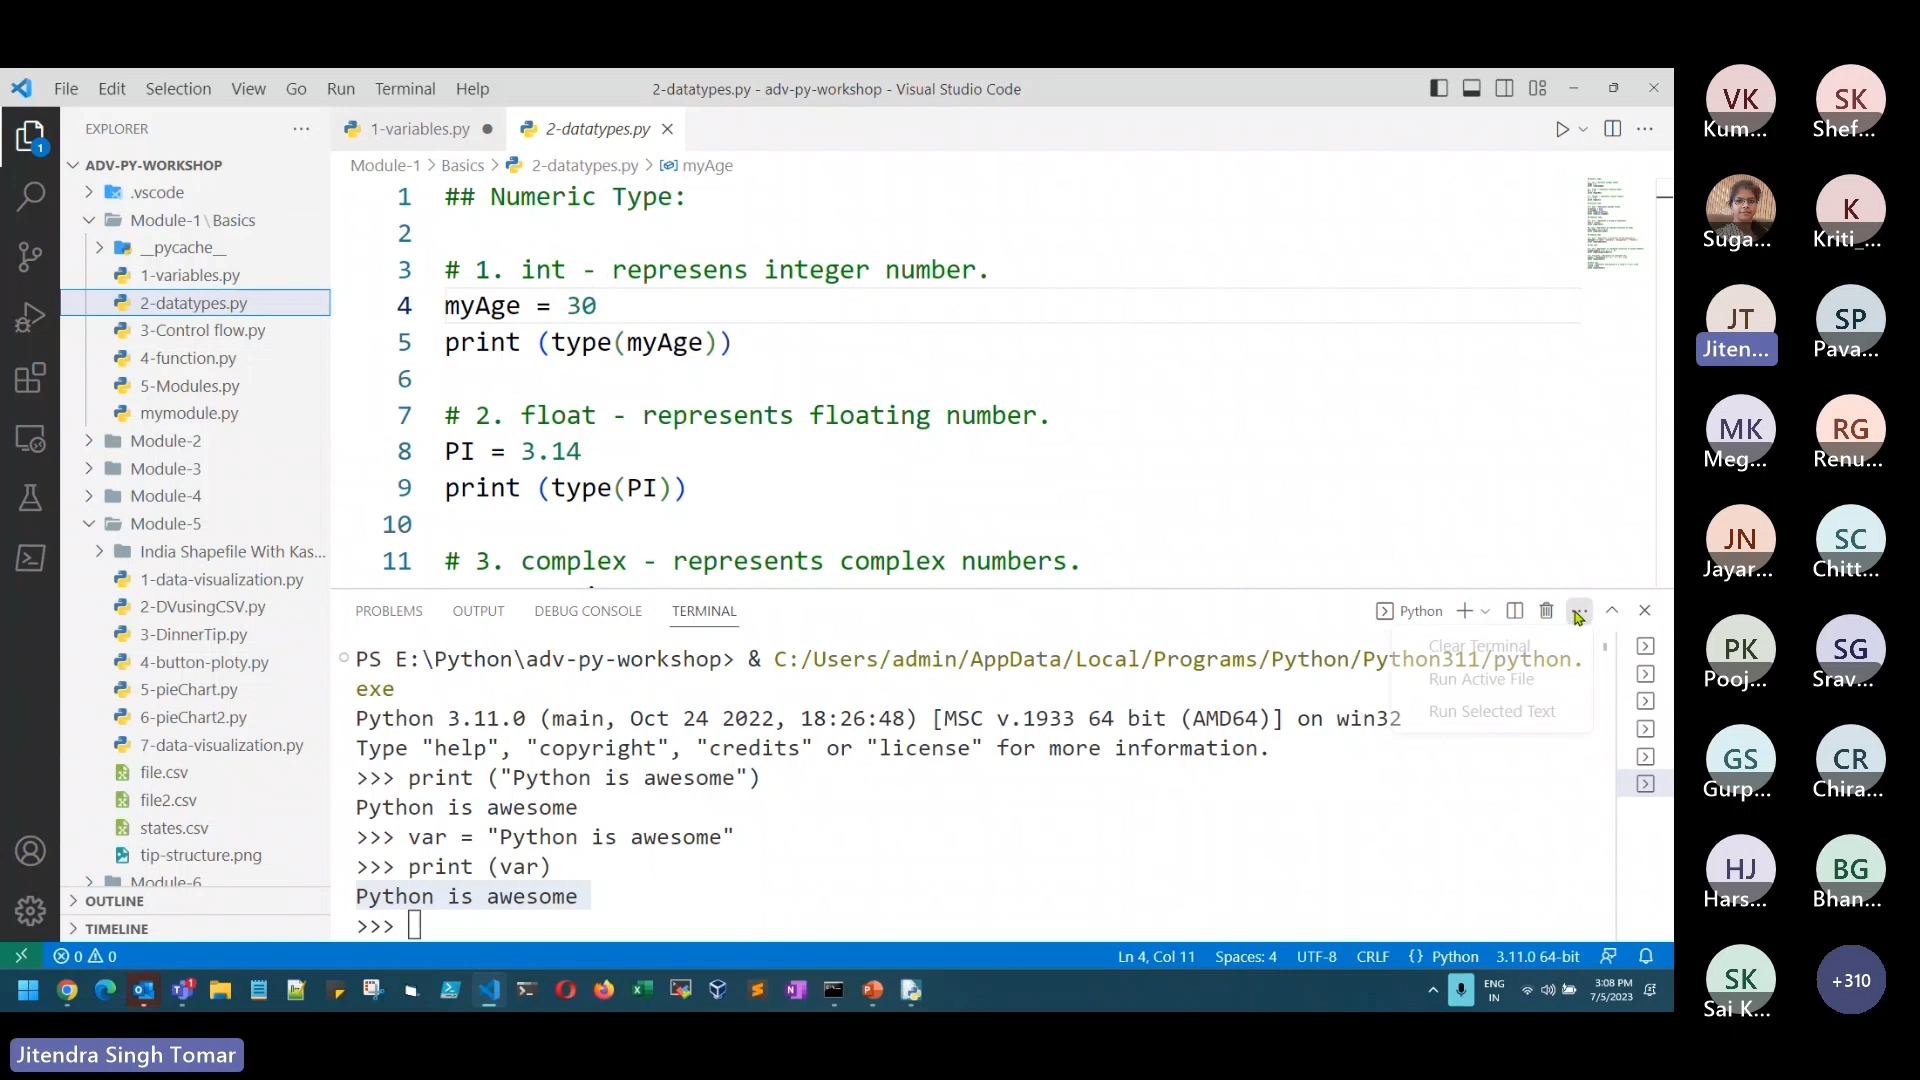 File Edit Selection View Go Run Terminal Help
2-datatypes.py - adv-py-workshop - Visual Studio Code
EXPLORER
1
ADV-PY-WORKSHOP
.vscode
Module-1\Basics
__pycache__
1-variables.py
2-datatypes.py
3-Control flow.py
4-function.py
5-Modules.py
mymodule.py
Module-2
Module-3
Module-4
Module-5
India Shapefile With Kas...
1-data-visualization.py
2-DVusingCSV.py
3-DinnerTip.py
4-button-ploty.py
5-pieChart.py
6-pieChart2.py
7-data-visualization.py
file.csv
file2.csv
states.csv
tip-structure.png
Module-6
OUTLINE
TIMELINE
1-variables.py
2-datatypes.py
Module-1 > Basics > 2-datatypes.py > myAge
1 ## Numeric Type:
2
3 # 1. int - represens integer number.
4 myAge = 30
5 print (type(myAge))
6
7 # 2. float - represents floating number.
8 PI = 3.14
9 print (type(PI))
10
11 # 3. complex - represents complex numbers.
PROBLEMS OUTPUT DEBUG CONSOLE TERMINAL
Python
Clear Terminal
Run Active File
Run Selected Text
PS E:\Python\adv-py-workshop> & C:/Users/admin/AppData/Local/Programs/Python/Python311/python.
exe
Python 3.11.0 (main, Oct 24 2022, 18:26:48) [MSC v.1933 64 bit (AMD64)] on win32
Type "help", "copyright", "credits" or "license" for more information.
>>> print ("Python is awesome")
Python is awesome
>>> var = "Python is awesome"
>>> print (var)
Python is awesome
>>>
0 0
Ln 4, Col 11 Spaces: 4 UTF-8 CRLF {} Python 3.11.0 64-bit
ENG
IN
3:08 PM
7/5/2023
VK
Kum...
SK
Shef...
Suga...
K
Kriti_...
JT
Jiten...
SP
Pava...
MK
Meg...
RG
Renu...
JN
Jayar...
SC
Chitt...
PK
Pooj...
SG
Srav...
GS
Gurp...
CR
Chira...
HJ
Hars...
BG
Bhan...
SK
Sai K...
+310
Jitendra Singh Tomar